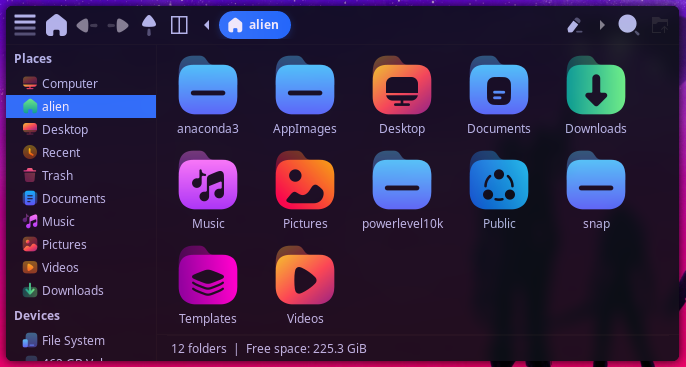 alien
Places
Computer
alien
Desktop
Recent
Trash
Documents
Music
Pictures
Videos
Downloads
Devices
File System
anaconda3
AppImages
Desktop
Documents
Downloads
Music
Pictures
powerlevel10k
Public
snap
Templates
Videos
12 folders | Free space: 225.3 GiB